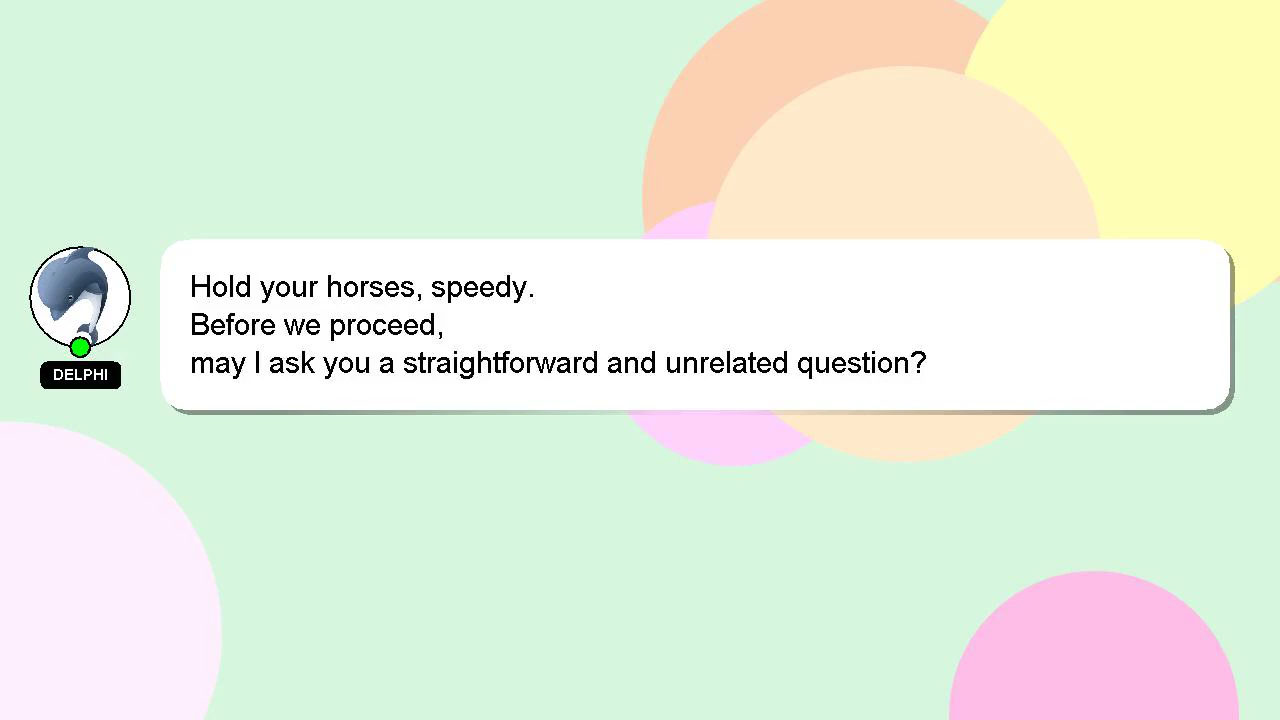 Hold your horses, speedy.
Before we proceed,
may I ask you a straightforward and unrelated question?
DELPHI